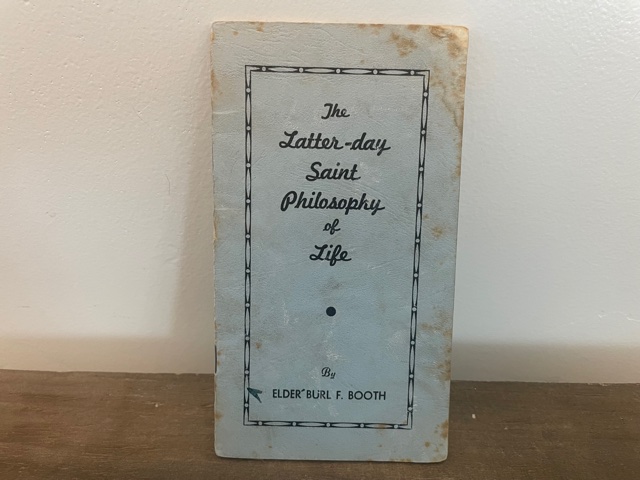 The
Latter-day
Saint
Philosophy
of
Life
By
ELDER BURL F. BOOTH